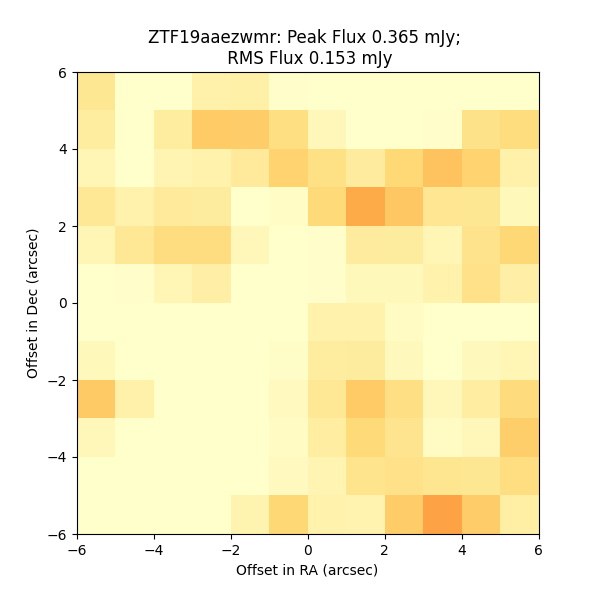 ZTF19aaezwmr: Peak Flux 0.365 mJy;
RMS Flux 0.153 mJy
6
4
2
0
−2
−4
−6
Offset in Dec (arcsec)
−6 −4 −2 0 2 4 6
Offset in RA (arcsec)